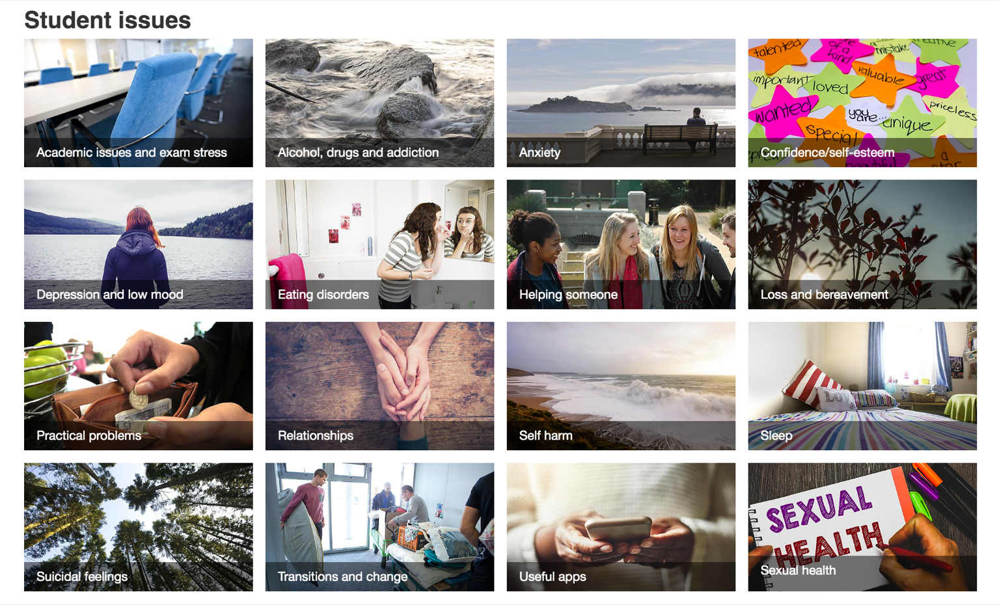 Student issues
Academic issues and exam stress
Alcohol, drugs and addiction
Anxiety
talented
of a
kind
mistake
creative
important
loved
valuable
great
wanted
you
are...
unique
priceless
special
a
star
Confidence/self-esteem
Depression and low mood
Eating disorders
Helping someone
Loss and bereavement
Practical problems
Relationships
Self harm
Sleep
Suicidal feelings
Transitions and change
Useful apps
SEXUAL
HEALTH
Sexual health